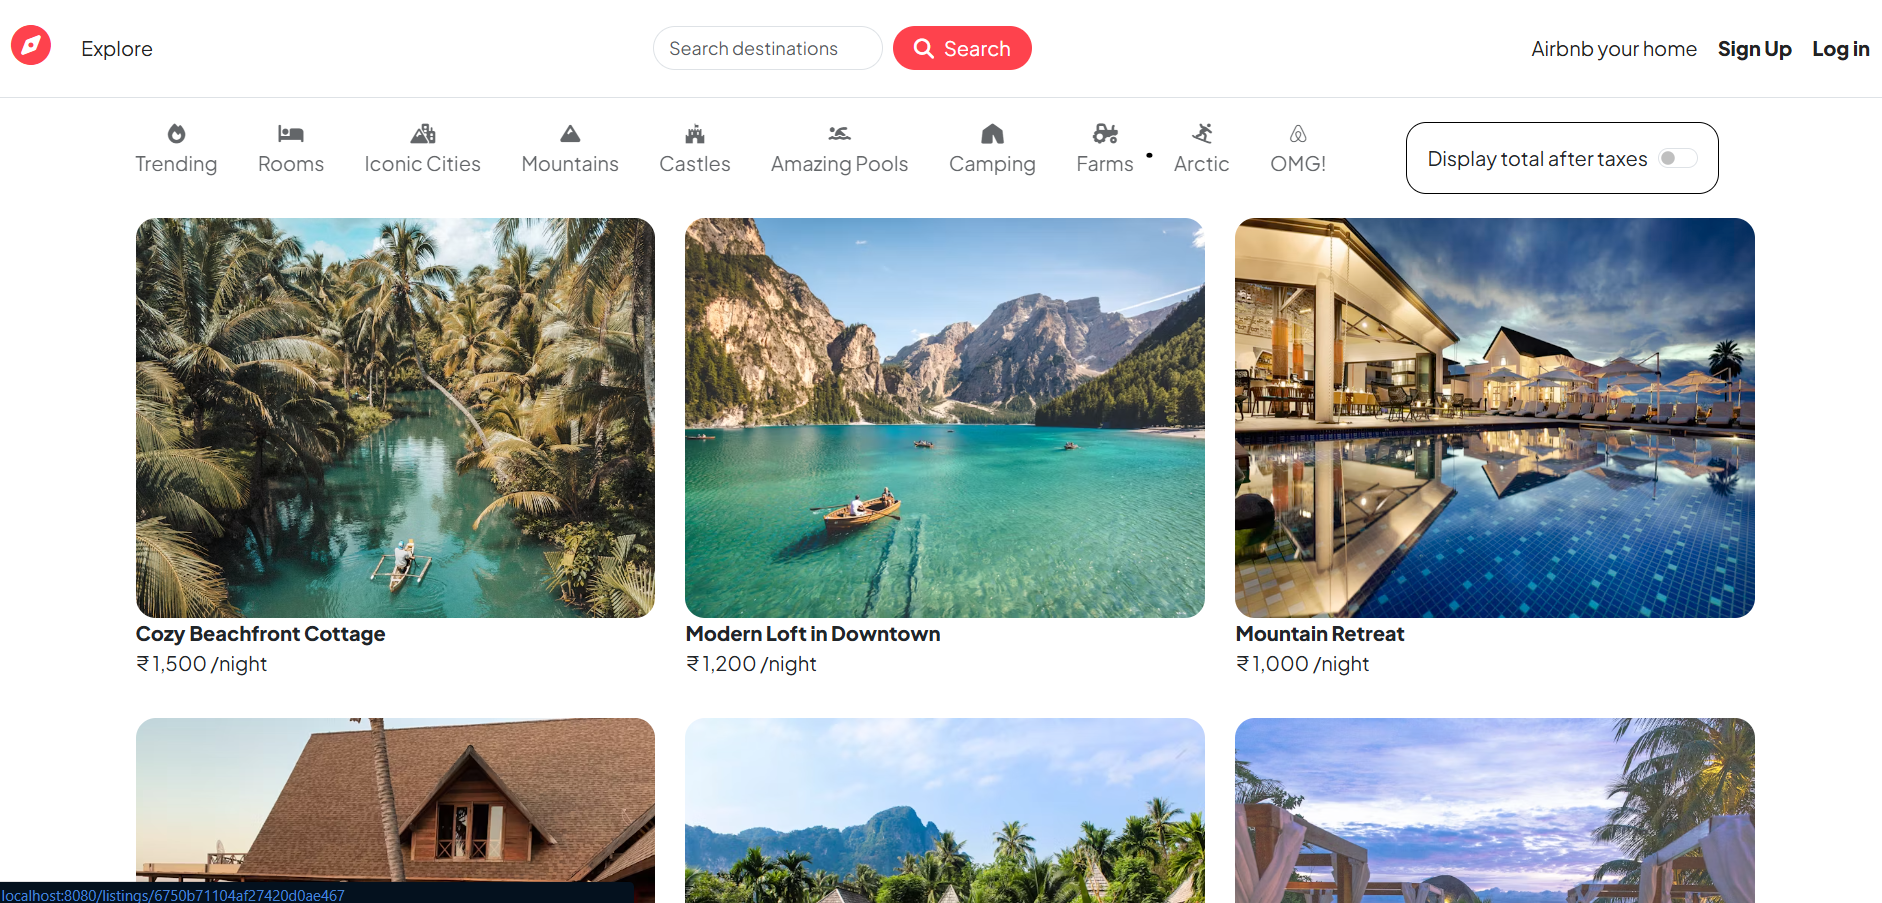 Explore
Search destinations
Search
Airbnb your home
Sign Up
Log in
Trending
Rooms
Iconic Cities
Mountains
Castles
Amazing Pools
Camping
Farms
Arctic
OMG!
Display total after taxes
Cozy Beachfront Cottage
₹1,500 /night
Modern Loft in Downtown
₹1,200 /night
Mountain Retreat
₹1,000 /night
localhost:8080/listings/6750b71104af27420d0ae467